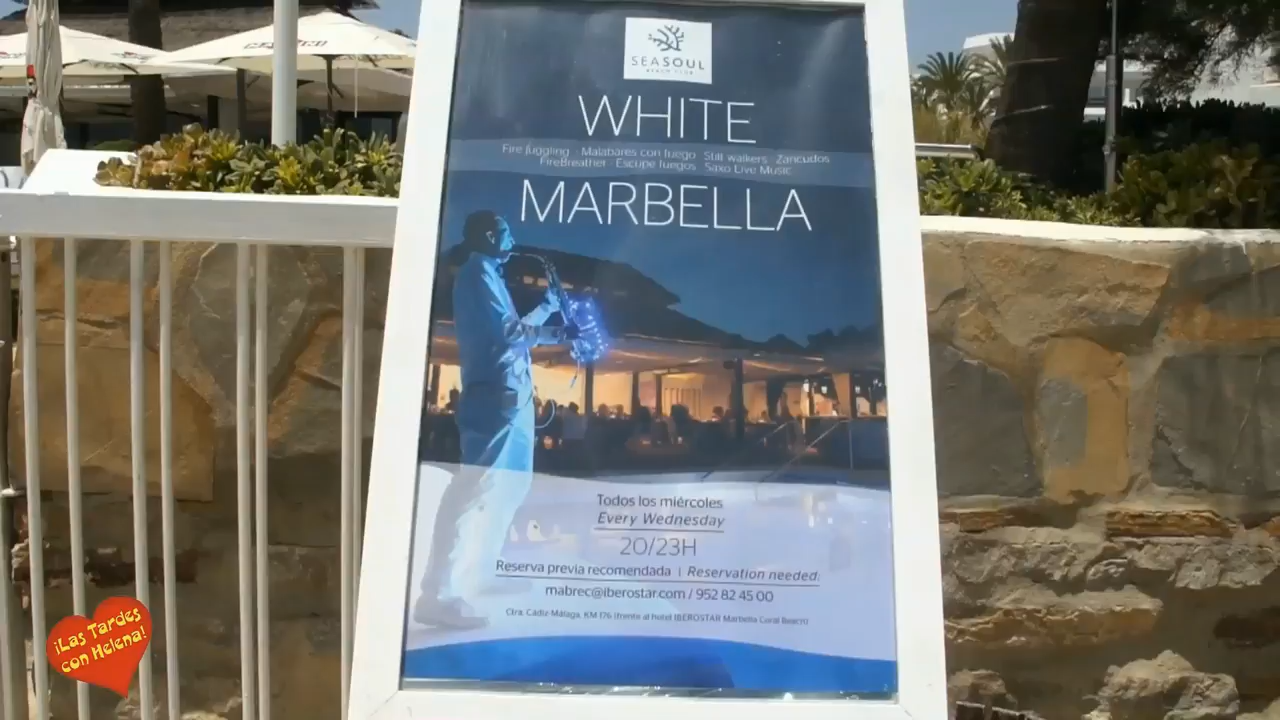 SEASOUL
BEACH CLUB
WHITE
Fire Juggling Malabares con fuego Still walkers Zancudos
FireBreather Escupe fuegos Saxo Live Music
MARBELLA
Todos los miércoles
Every Wednesday
20/23H
Reserva previa recomendada | Reservation needed:
mabrec@iberostar.com / 952 82 45 00
Ctra. Cádiz-Málaga, KM 176 (frente al hotel IBEROSTAR Marbella Coral Beach)
¡Las Tardes
con Helena!